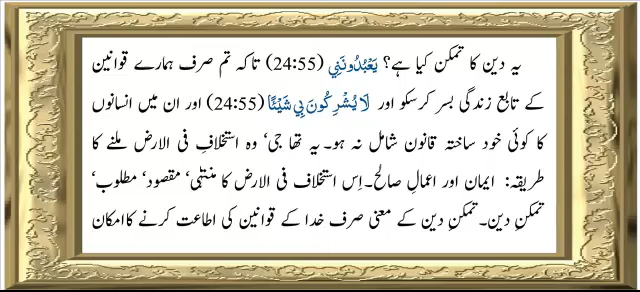 یہ دین کا تمکن کیا ہے؟ يَعْبُدُونَنِي (24:55) تاکہ تم صرف ہمارے قوانین
کے تابع زندگی بسر کرسکو اور لَا يُشْرِكُونَ بِي شَيْئًا (24:55) اور ان میں انسانوں
کا کوئی خود ساختہ قانون شامل نہ ہو۔ یہ تھا جی‘ وہ استخلافِ فی الارض ملنے کا
طریقہ: ایمان اور اعمالِ صالح۔ اِس استخلاف فی الارض کا منتہیٰ‘ مقصود‘ مطلوب‘
تمکنِ دین۔ تمکنِ دین کے معنی صرف خدا کے قوانین کی اطاعت کرنے کا امکان